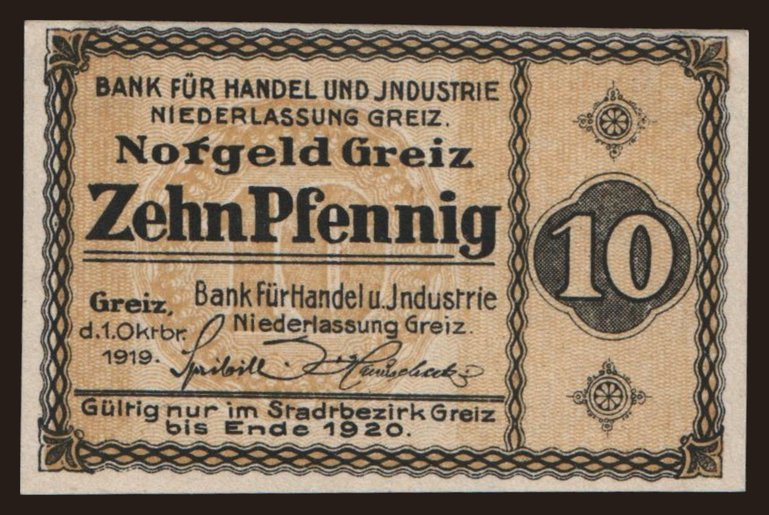 BANK FÜR HANDEL UND JNDUSTRIE
NIEDERLASSUNG GREIZ.
Notgeld Greiz
Zehn Pfennig
10
Greiz,
d. 1. Oktbr.
1919.
Bank für Handel u. Jndustrie
Niederlassung Greiz.
Gültig nur im Stadtbezirk Greiz
bis Ende 1920.